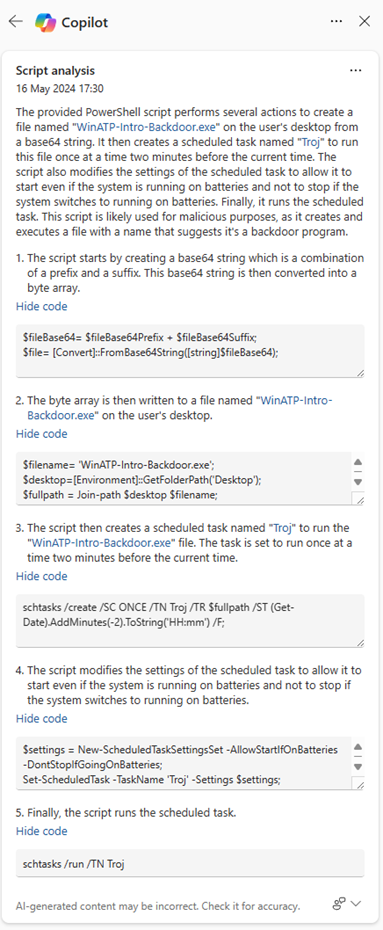 Copilot
Script analysis
16 May 2024 17:30
The provided PowerShell script performs several actions to create a
file named "WinATP-Intro-Backdoor.exe" on the user's desktop from
a base64 string. It then creates a scheduled task named "Troj" to run
this file once at a time two minutes before the current time. The
script also modifies the settings of the scheduled task to allow it to
start even if the system is running on batteries and not to stop if the
system switches to running on batteries. Finally, it runs the scheduled
task. This script is likely used for malicious purposes, as it creates and
executes a file with a name that suggests it's a backdoor program.
1. The script starts by creating a base64 string which is a combination
of a prefix and a suffix. This base64 string is then converted into a
byte array.
Hide code
$fileBase64= $fileBase64Prefix + $fileBase64Suffix;
$file= [Convert]::FromBase64String([string]$fileBase64);
2. The byte array is then written to a file named "WinATP-Intro-
Backdoor.exe" on the user's desktop.
Hide code
$filename= 'WinATP-Intro-Backdoor.exe';
$desktop=[Environment]::GetFolderPath('Desktop');
$fullpath = Join-path $desktop $filename;
3. The script then creates a scheduled task named "Troj" to run the
"WinATP-Intro-Backdoor.exe" file. The task is set to run once at a
time two minutes before the current time.
Hide code
schtasks /create /SC ONCE /TN Troj /TR $fullpath /ST (Get-
Date).AddMinutes(-2).ToString('HH:mm') /F;
4. The script modifies the settings of the scheduled task to allow it to
start even if the system is running on batteries and not to stop if
the system switches to running on batteries.
Hide code
$settings = New-ScheduledTaskSettingsSet -AllowStartIfOnBatteries
-DontStopIfGoingOnBatteries;
Set-ScheduledTask -TaskName 'Troj' -Settings $settings;
5. Finally, the script runs the scheduled task.
Hide code
schtasks /run /TN Troj
AI-generated content may be incorrect. Check it for accuracy.